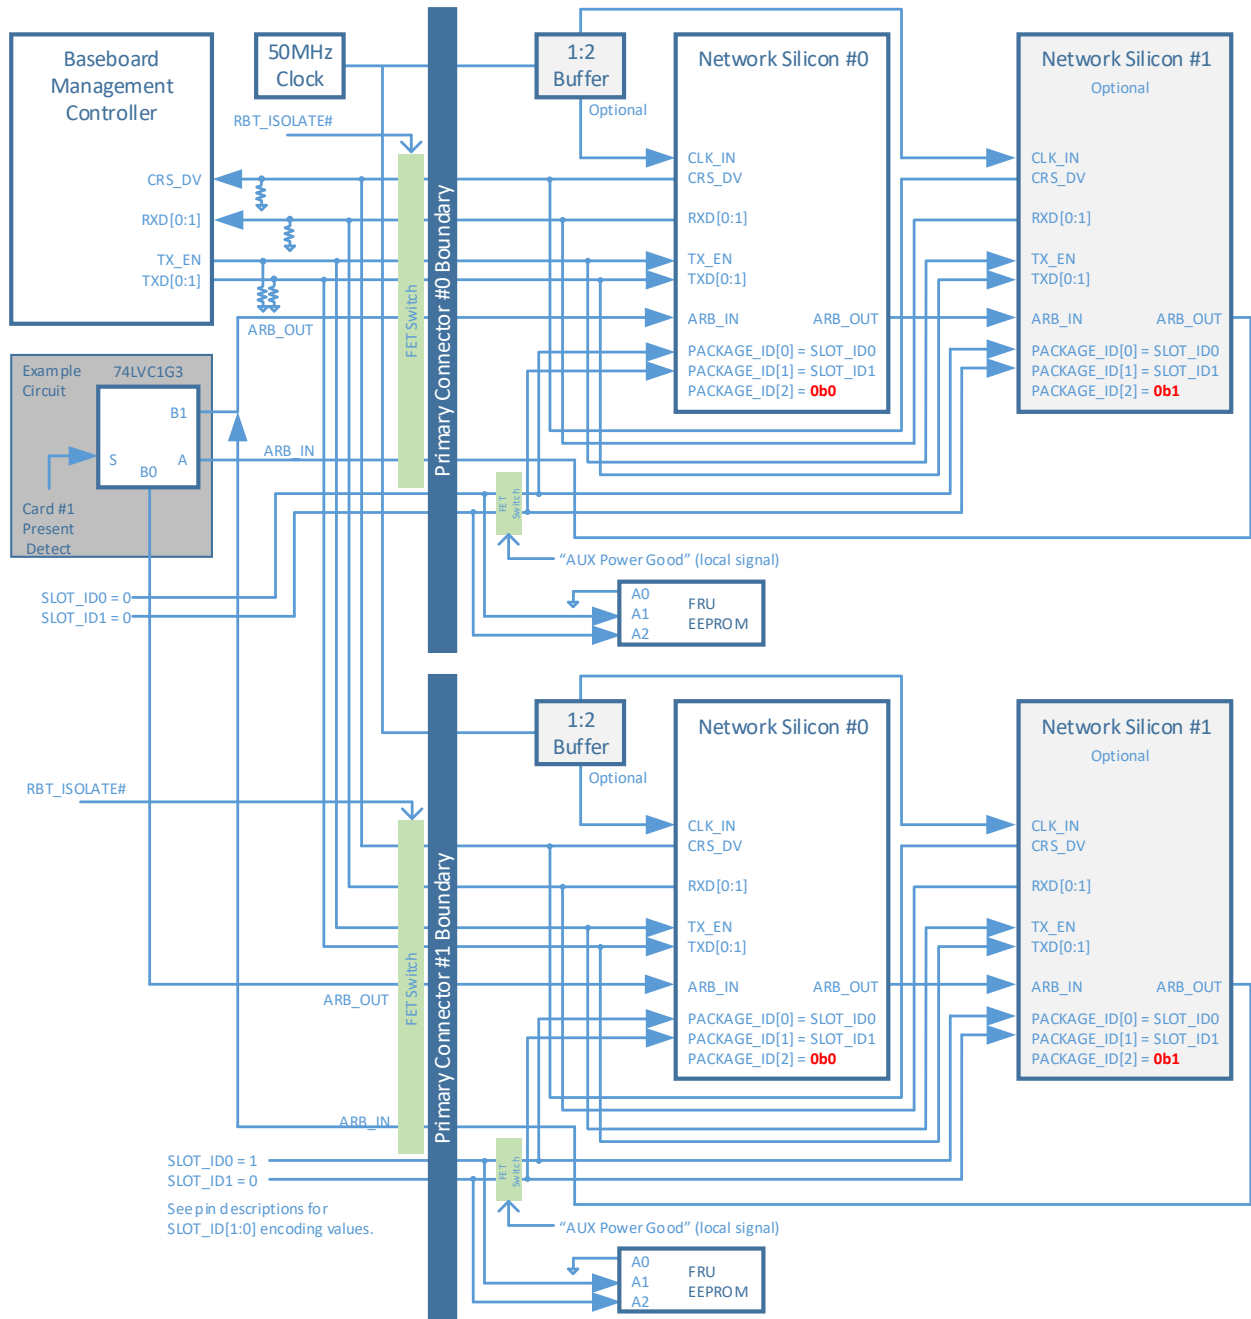 Baseboard
Management
Controller
CRS_DV
RXD[0:1]
TX_EN
TXD[0:1]
50MHz
Clock
RBT_ISOLATE#
FET Switch
Primary Connector #0 Boundary
1:2
Buffer
Optional
Network Silicon #0
CLK_IN
CRS_DV
RXD[0:1]
TX_EN
TXD[0:1]
ARB_IN
ARB_OUT
PACKAGE_ID[0] = SLOT_ID0
PACKAGE_ID[1] = SLOT_ID1
PACKAGE_ID[2] = 0b0
Network Silicon #1
Optional
CLK_IN
CRS_DV
RXD[0:1]
TX_EN
TXD[0:1]
ARB_IN
ARB_OUT
PACKAGE_ID[0] = SLOT_ID0
PACKAGE_ID[1] = SLOT_ID1
PACKAGE_ID[2] = 0b1
ARB_OUT
Example
Circuit
74LVC1G3
B1
S
A
B0
Card #1
Present
Detect
ARB_IN
FET
Switch
"AUX Power Good" (local signal)
SLOT_ID0 = 0
SLOT_ID1 = 0
A0
A1
A2
FRU
EEPROM
RBT_ISOLATE#
FET Switch
Primary Connector #1 Boundary
1:2
Buffer
Optional
Network Silicon #0
CLK_IN
CRS_DV
RXD[0:1]
TX_EN
TXD[0:1]
ARB_IN
ARB_OUT
PACKAGE_ID[0] = SLOT_ID0
PACKAGE_ID[1] = SLOT_ID1
PACKAGE_ID[2] = 0b0
Network Silicon #1
Optional
CLK_IN
CRS_DV
RXD[0:1]
TX_EN
TXD[0:1]
ARB_IN
ARB_OUT
PACKAGE_ID[0] = SLOT_ID0
PACKAGE_ID[1] = SLOT_ID1
PACKAGE_ID[2] = 0b1
ARB_OUT
ARB_IN
SLOT_ID0 = 1
SLOT_ID1 = 0
See pin descriptions for
SLOT_ID[1:0] encoding values.
FET
Switch
"AUX Power Good" (local signal)
A0
A1
A2
FRU
EEPROM